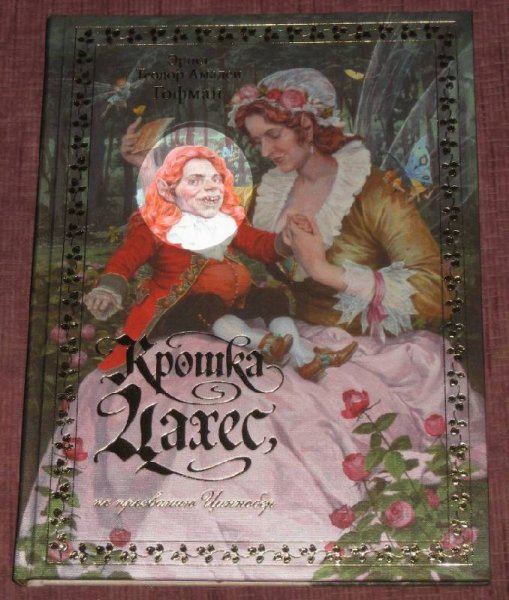 Эрнст
Теодор Амадей
Гофман
Крошка
Цахес,
по прозванию Циннобер